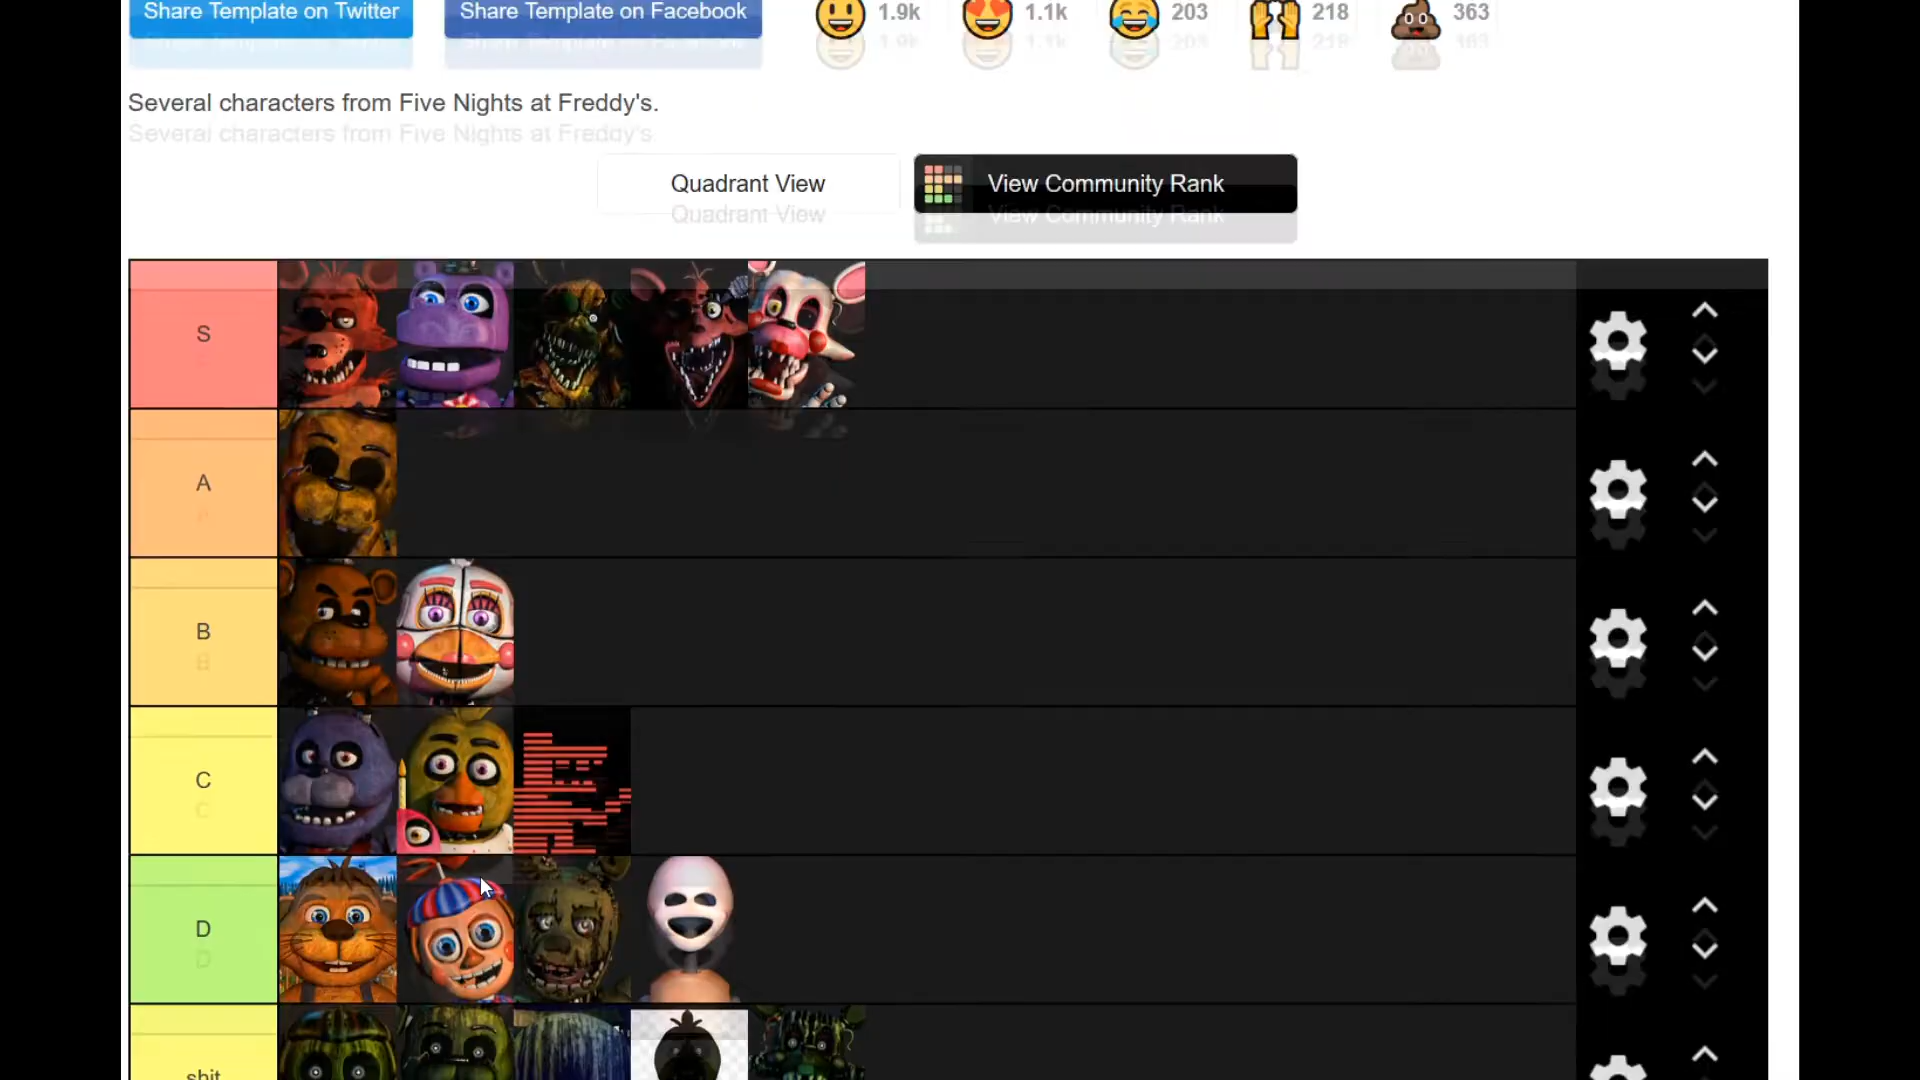 Share Template on Twitter
Share Template on Facebook
1.9k
1.1k
203
218
363
Several characters from Five Nights at Freddy's.
Quadrant View
View Community Rank
S
A
B
C
D
shit